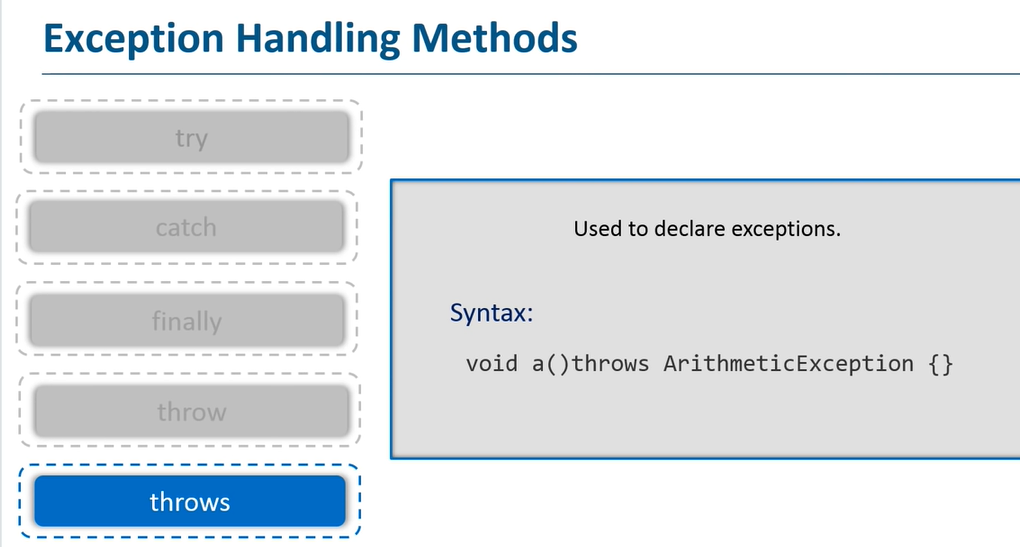 Exception Handling Methods
try
catch
finally
throw
throws
Used to declare exceptions.
Syntax:
void a()throws ArithmeticException {}